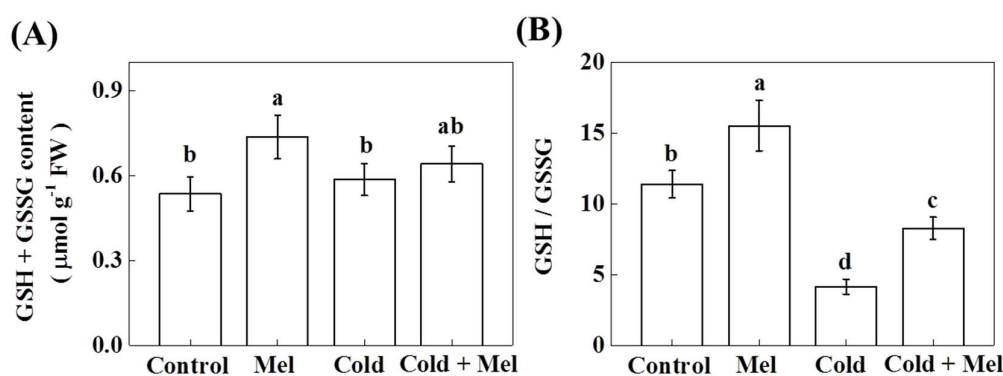 (A)
GSH + GSSG content
( μmol g⁻¹ FW )
0.9
0.6
0.3
0.0
b
a
b
ab
Control Mel Cold Cold + Mel
(B)
GSH / GSSG
20
15
10
5
0
b
a
d
c
Control Mel Cold Cold + Mel